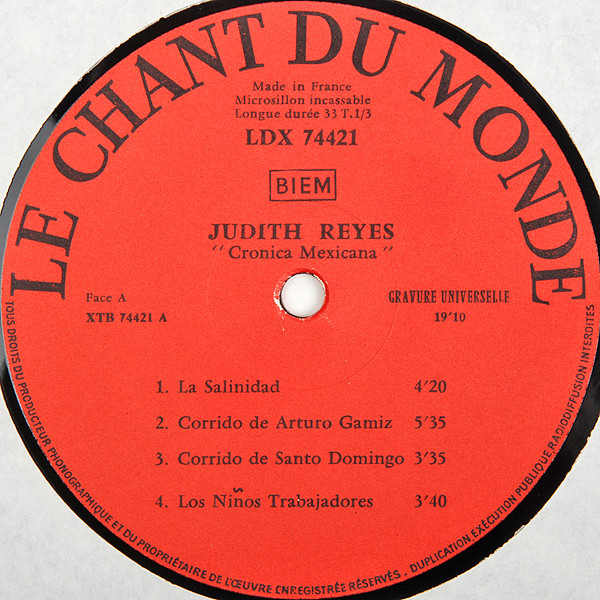 LE CHANT DU MONDE
Made in France
Microsillon incassable
Longue durée 33 T.1/3
LDX 74421
BIEM
JUDITH REYES
"Cronica Mexicana"
Face A
XTB 74421 A
GRAVURE UNIVERSELLE
19'10
1. La Salinidad 4'20
2. Corrido de Arturo Gamiz 5'35
3. Corrido de Santo Domingo 3'35
4. Los Niños Trabajadores 3'40
TOUS DROITS DU PRODUCTEUR PHONOGRAPHIQUE ET DU PROPRIÉTAIRE DE L'ŒUVRE ENREGISTRÉE RÉSERVÉS - DUPLICATION, EXÉCUTION PUBLIQUE, RADIODIFFUSION INTERDITES